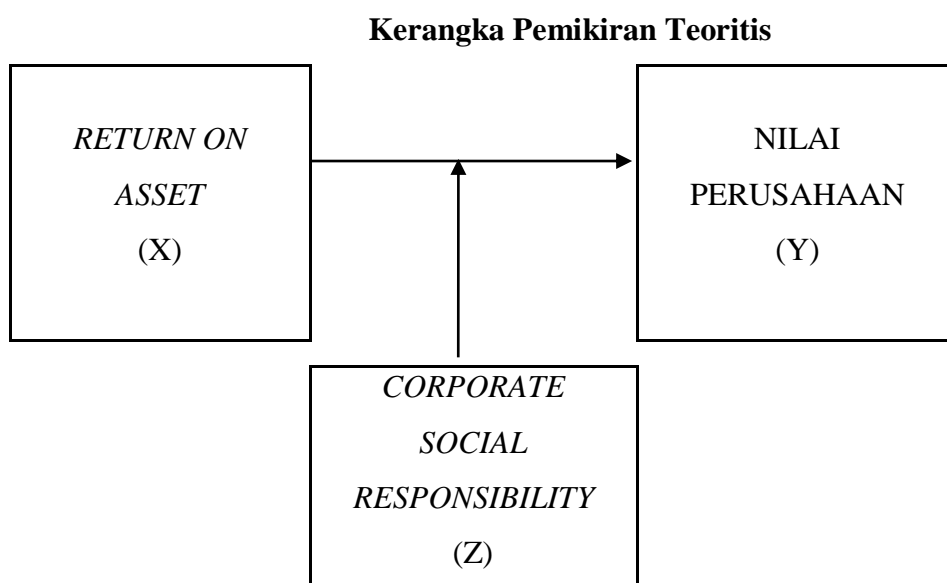 Kerangka Pemikiran Teoritis
RETURN ON
ASSET
(X)
NILAI
PERUSAHAAN
(Y)
CORPORATE
SOCIAL
RESPONSIBILITY
(Z)